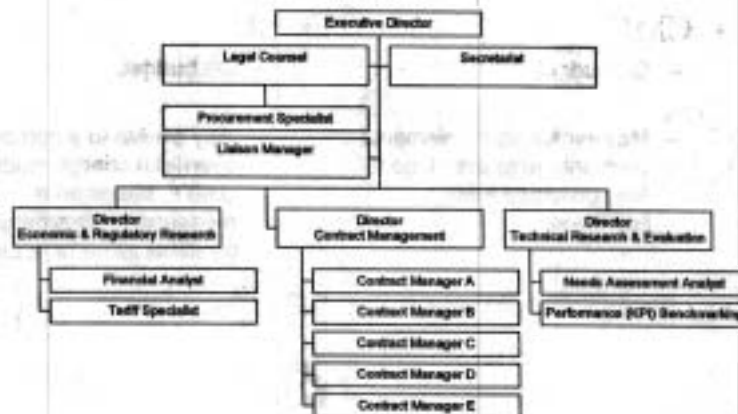 Executive Director
Legal Counsel
Secretariat
Procurement Specialist
Liaison Manager
Director
Economic & Regulatory Research
Director
Contract Management
Director
Technical Research & Evaluation
Financial Analyst
Tariff Specialist
Contract Manager A
Contract Manager B
Contract Manager C
Contract Manager D
Contract Manager E
Needs Assessment Analyst
Performance (KPI) Benchmarking